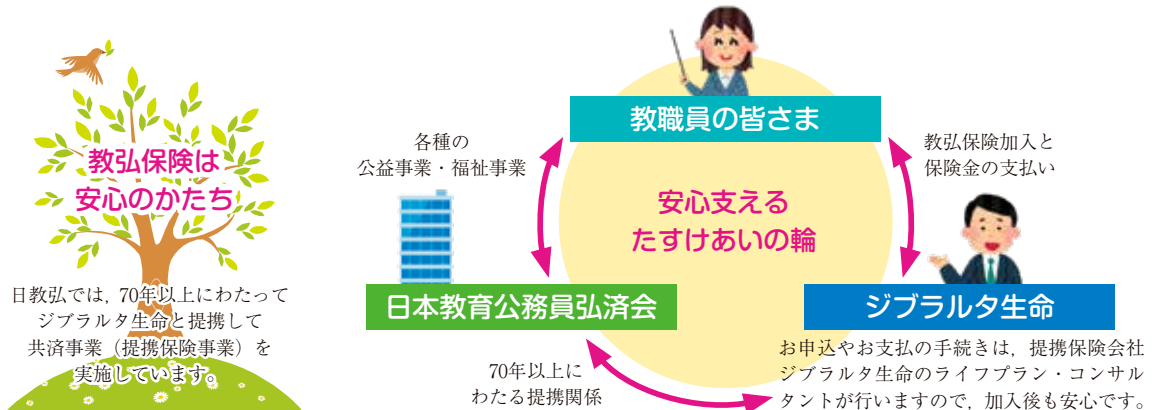 教弘保険は
安心のかたち
日教弘では，70年以上にわたって
ジブラルタ生命と提携して
共済事業（提携保険事業）を
実施しています。
教職員の皆さま
各種の
公益事業・福祉事業
教弘保険加入と
保険金の支払い
安心支える
たすけあいの輪
日本教育公務員弘済会
ジブラルタ生命
70年以上に
わたる提携関係
お申込やお支払の手続きは，提携保険会社
ジブラルタ生命のライフプラン・コンサル
タントが行いますので，加入後も安心です。